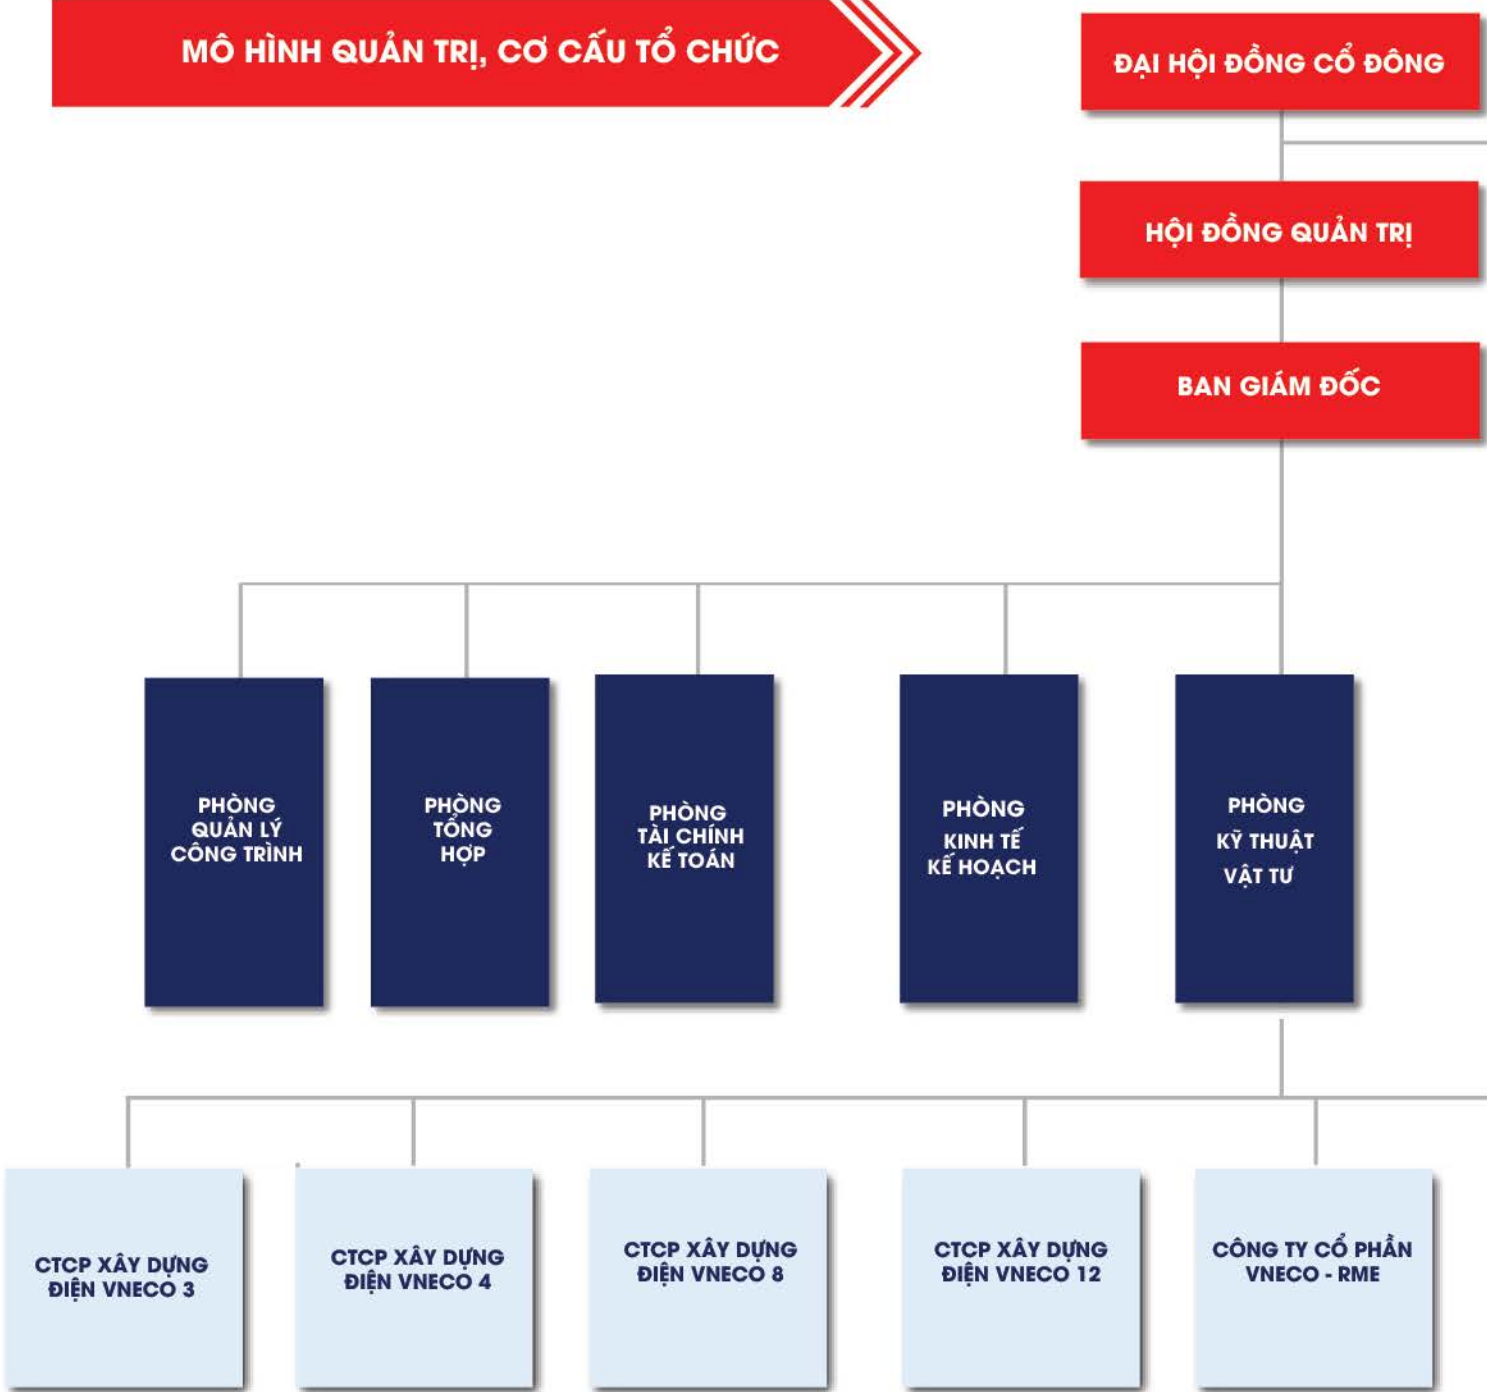 MÔ HÌNH QUẢN TRỊ, CƠ CẤU TỔ CHỨC
ĐẠI HỘI ĐỒNG CỔ ĐÔNG
HỘI ĐỒNG QUẢN TRỊ
BAN GIÁM ĐỐC
PHÒNG
QUẢN LÝ
CÔNG TRÌNH
PHÒNG
TỔNG
HỢP
PHÒNG
TÀI CHÍNH
KẾ TOÁN
PHÒNG
KINH TẾ
KẾ HOẠCH
PHÒNG
KỸ THUẬT
VẬT TƯ
CTCP XÂY DỰNG
ĐIỆN VNECO 3
CTCP XÂY DỰNG
ĐIỆN VNECO 4
CTCP XÂY DỰNG
ĐIỆN VNECO 8
CTCP XÂY DỰNG
ĐIỆN VNECO 12
CÔNG TY CỔ PHẦN
VNECO - RME